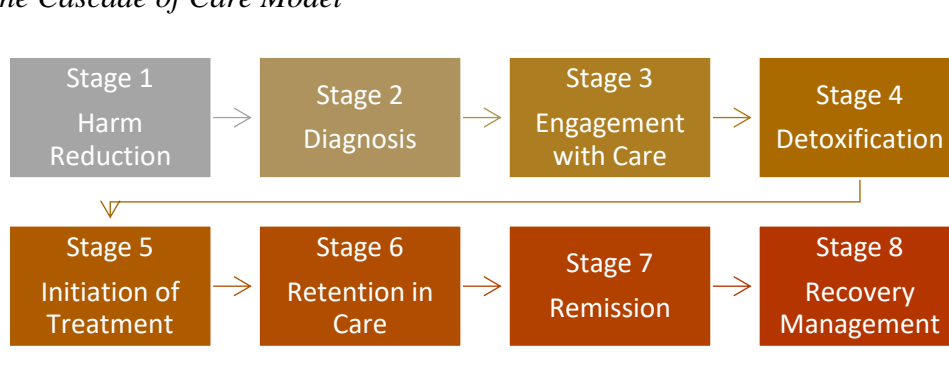 Cascade of Care Model
Stage 1
Harm
Reduction
Stage 2
Diagnosis
Stage 3
Engagement
with Care
Stage 4
Detoxification
Stage 5
Initiation of
Treatment
Stage 6
Retention in
Care
Stage 7
Remission
Stage 8
Recovery
Management